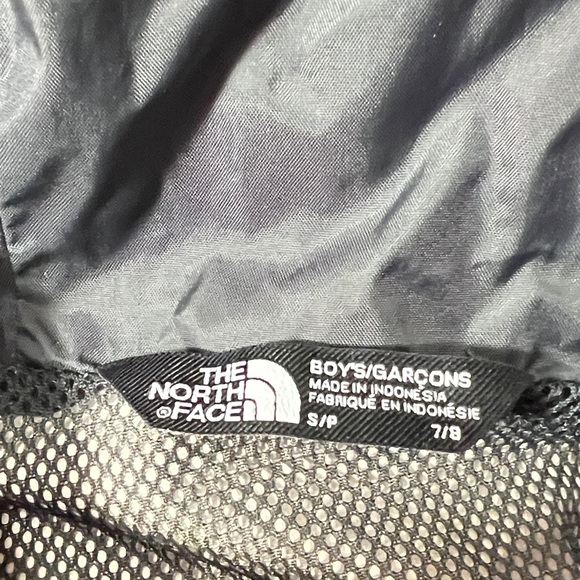 THE
NORTH
®FACE
BOY'S/GARÇONS
MADE IN INDONESIA
FABRIQUÉ EN INDONÉSIE
S/P 7/8